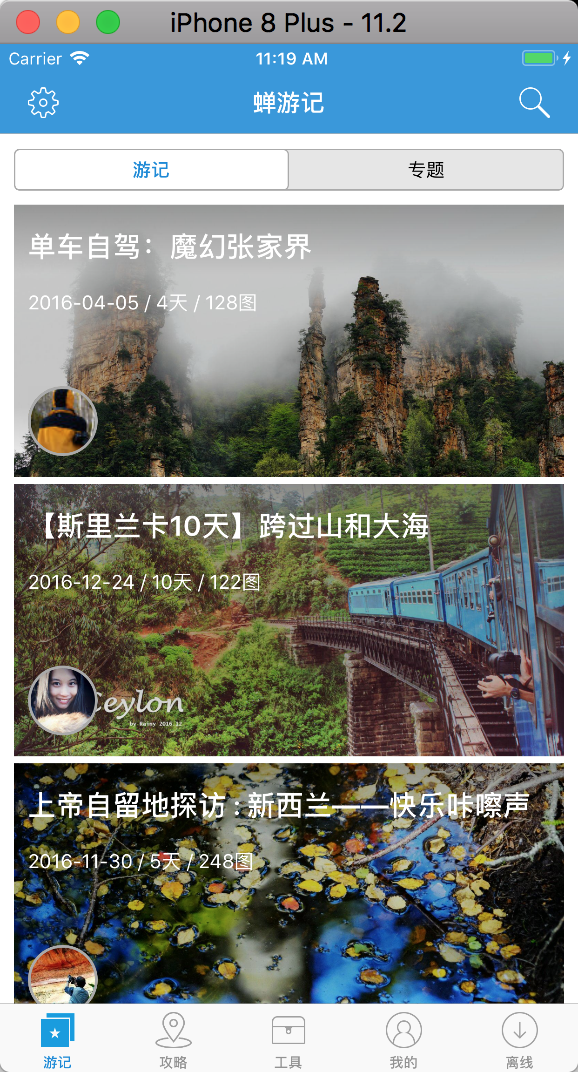 iPhone 8 Plus - 11.2
Carrier 11:19 AM
蝉游记
游记 专题
单车自驾：魔幻张家界
2016-04-05 / 4天 / 128图
【斯里兰卡10天】跨过山和大海
2016-12-24 / 10天 / 122图
Ceylon
by Rainy 2016.12
上帝自留地探访 : 新西兰——快乐咔嚓声
2016-11-30 / 5天 / 248图
游记 攻略 工具 我的 离线